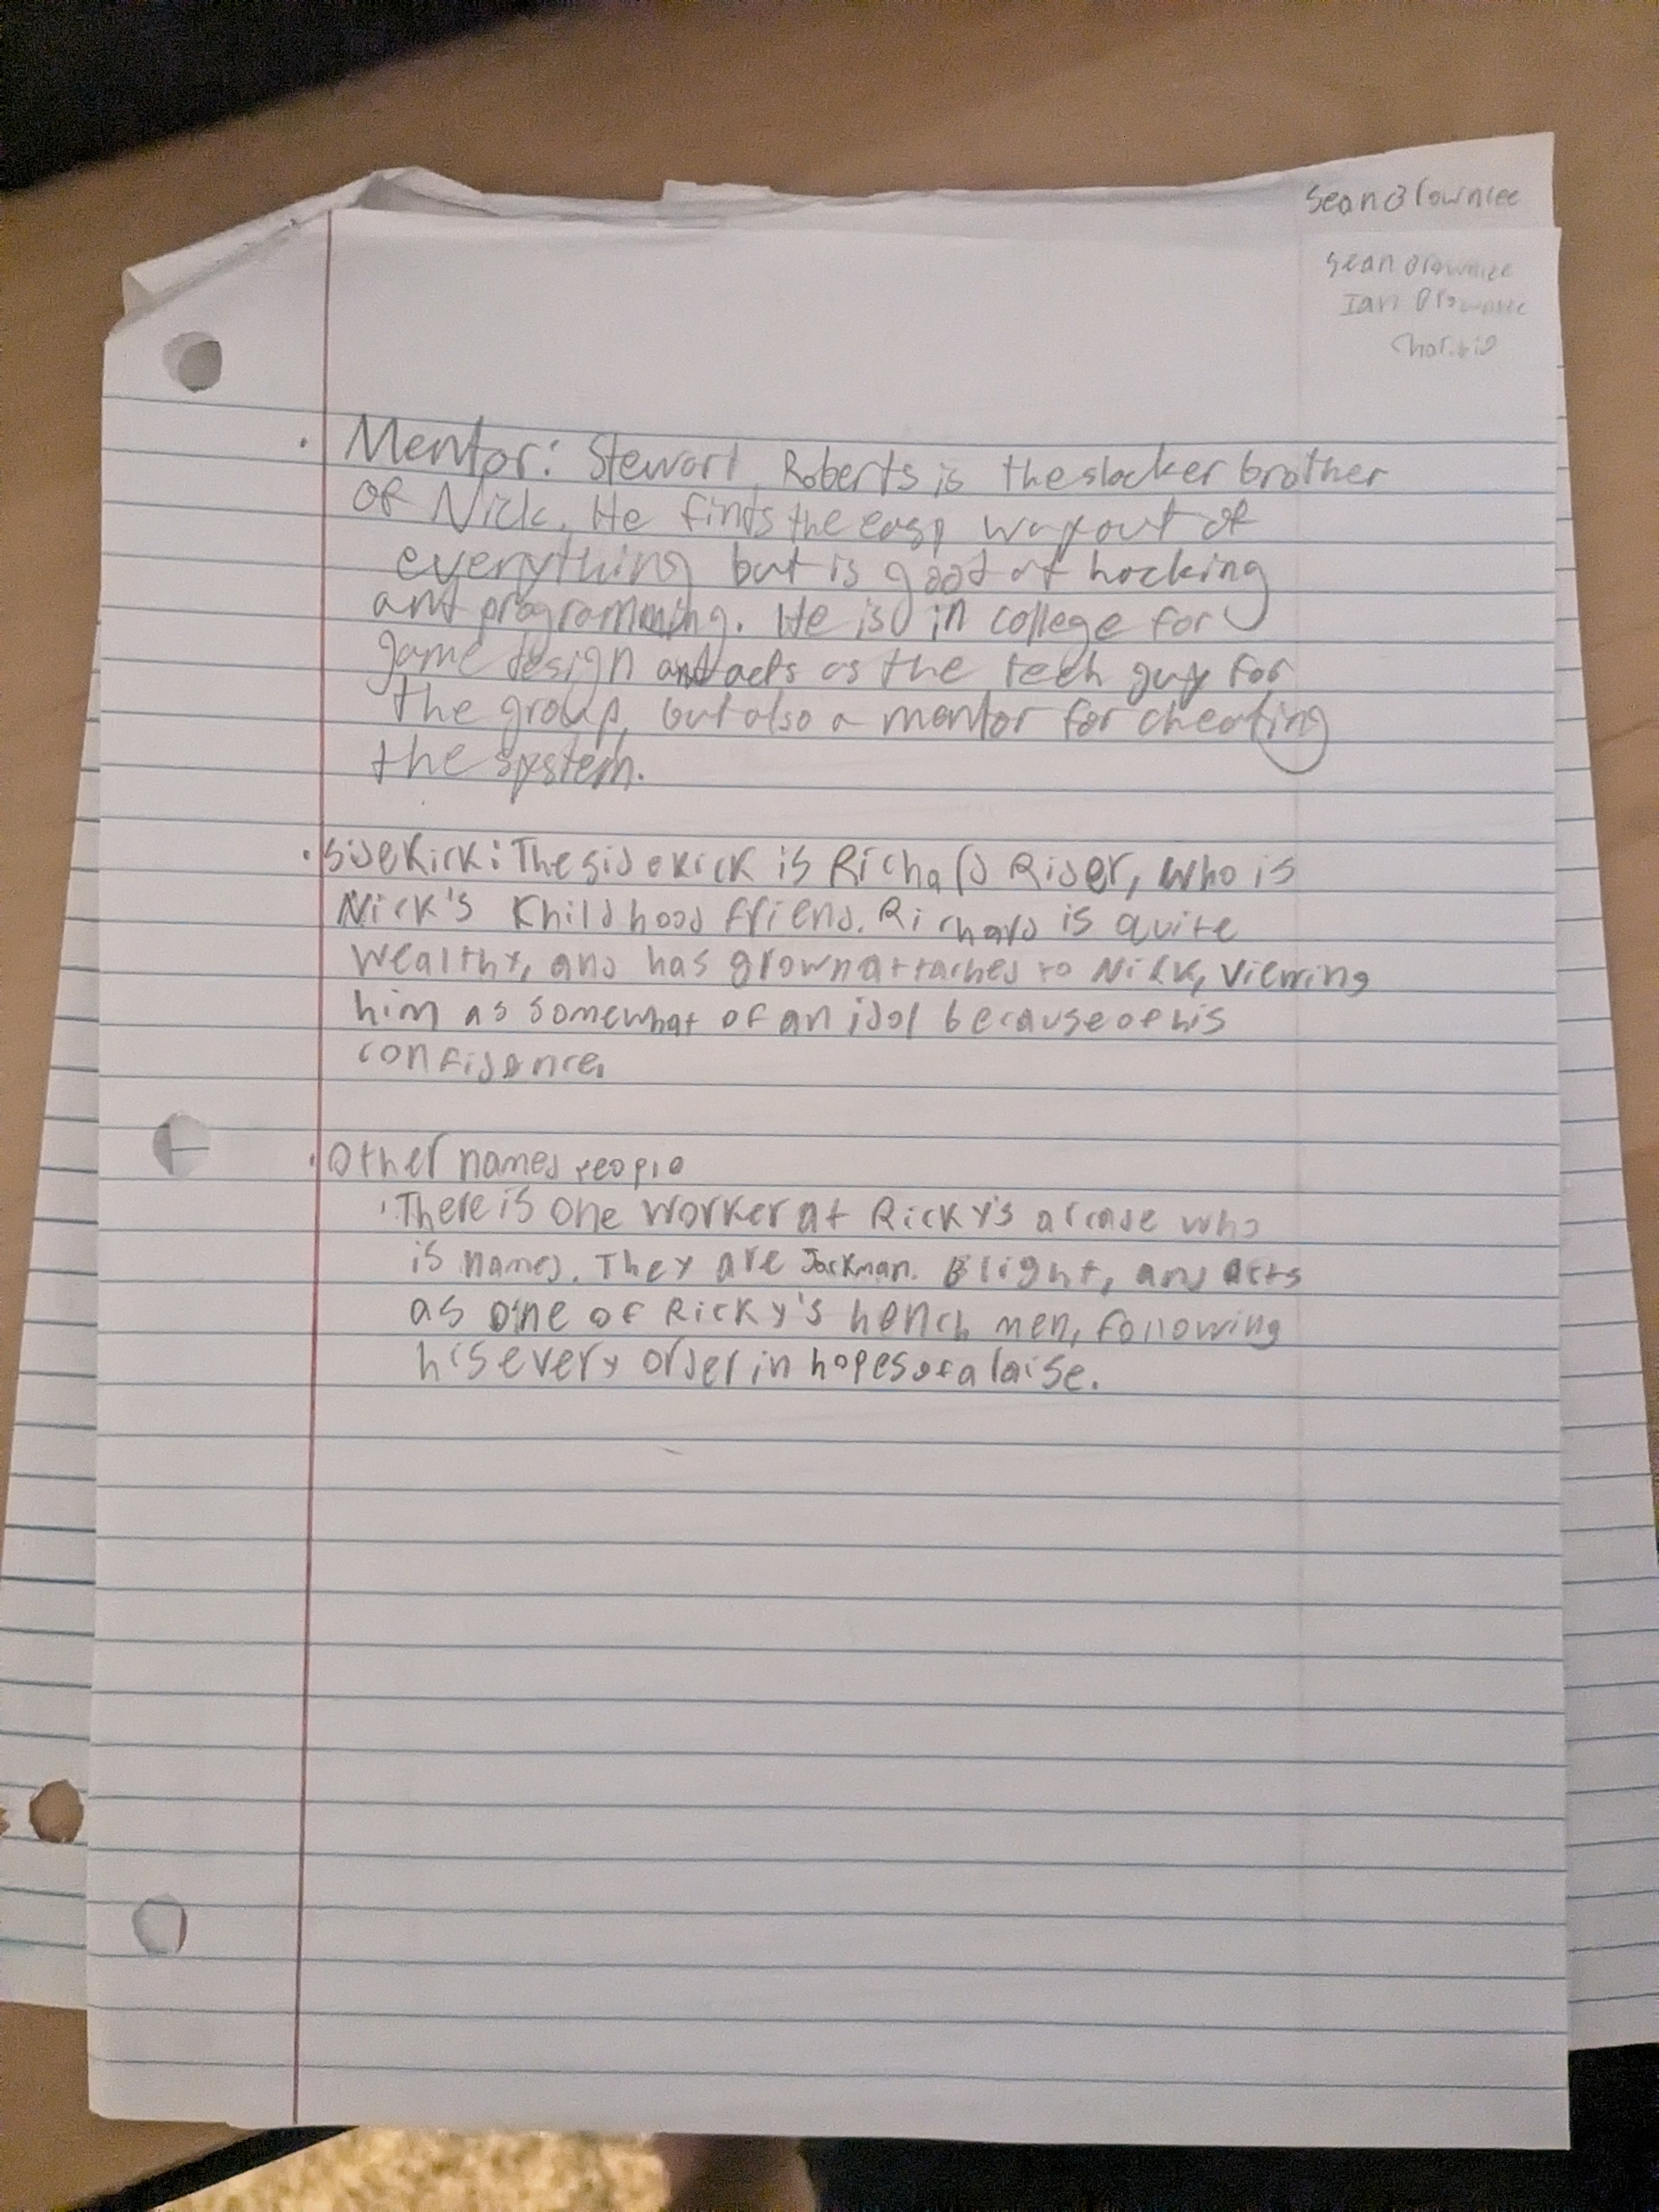 Sean Brownlee
Sean Brownlee
Ian Brownlee
• Mentor: Stewart Roberts is the slacker brother
of Nick. He finds the easy way out of
everything but is good at hacking
and programming. He is in college for
game design and acts as the tech guy for
the group, but also a mentor for cheating
the system.
• Sidekick: The sidekick is Richard Rider, who is
Nick's Khildhood friend. Richard is quite
wealthy, and has grown attached to Nick, viewing
him as somewhat of an idol because of his
confidence.
• Other named people
• There is one worker at Ricky's arcade who
is named. They are Jackman Blight, and acts
as one of Ricky's hench men, following
his every order in hopes of a raise.